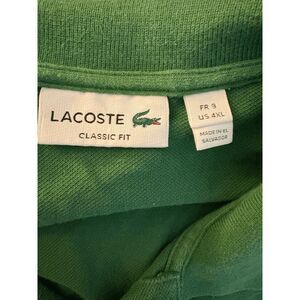 LACOSTE
CLASSIC FIT
FR 9
US 4XL
MADE IN EL
SALVADOR